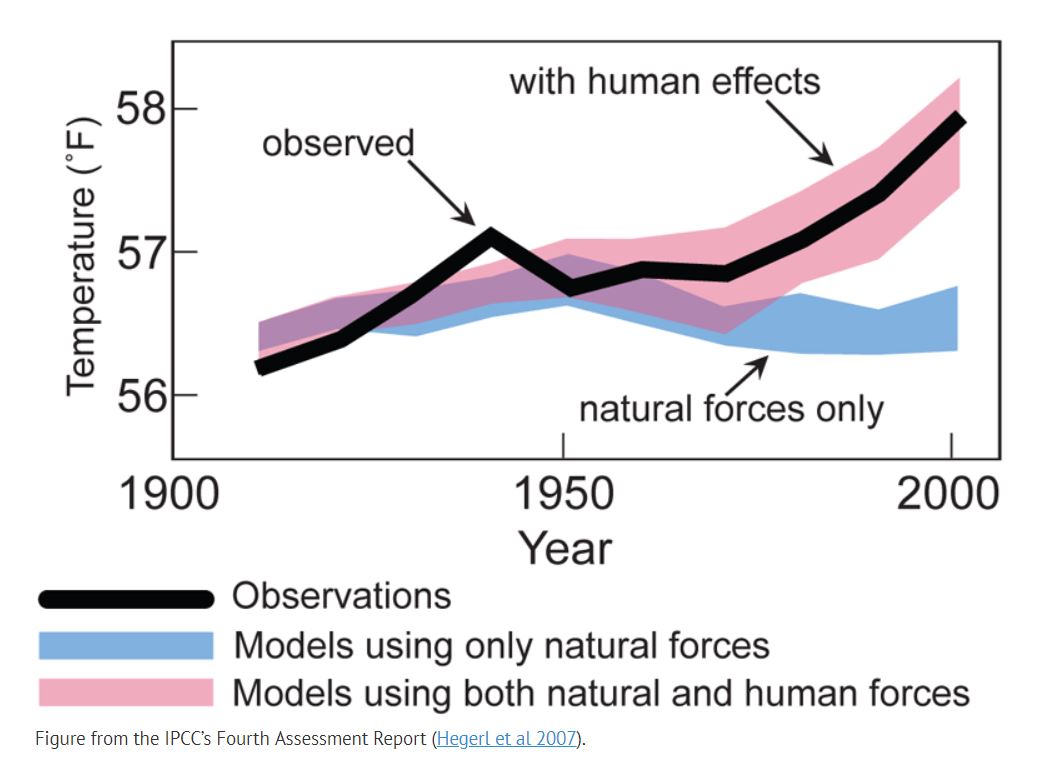 with human effects
58
observed
Temperature (°F)
57
56
natural forces only
1900 1950 2000
Year
Observations
Models using only natural forces
Models using both natural and human forces
Figure from the IPCC’s Fourth Assessment Report (Hegerl et al 2007).